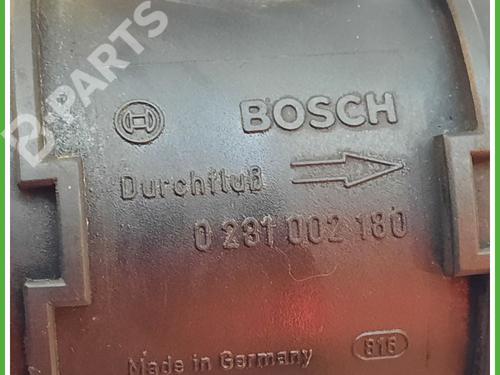 B-PARTS
BOSCH
Durchfluß
0 281 002 180
Made in Germany 816